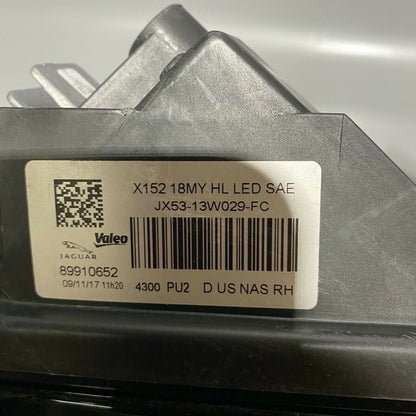 X152 18MY HL LED SAE
JX53-13W029-FC
Valeo
JAGUAR
89910652
09/11/17 11h20
4300 PU2 D US NAS RH